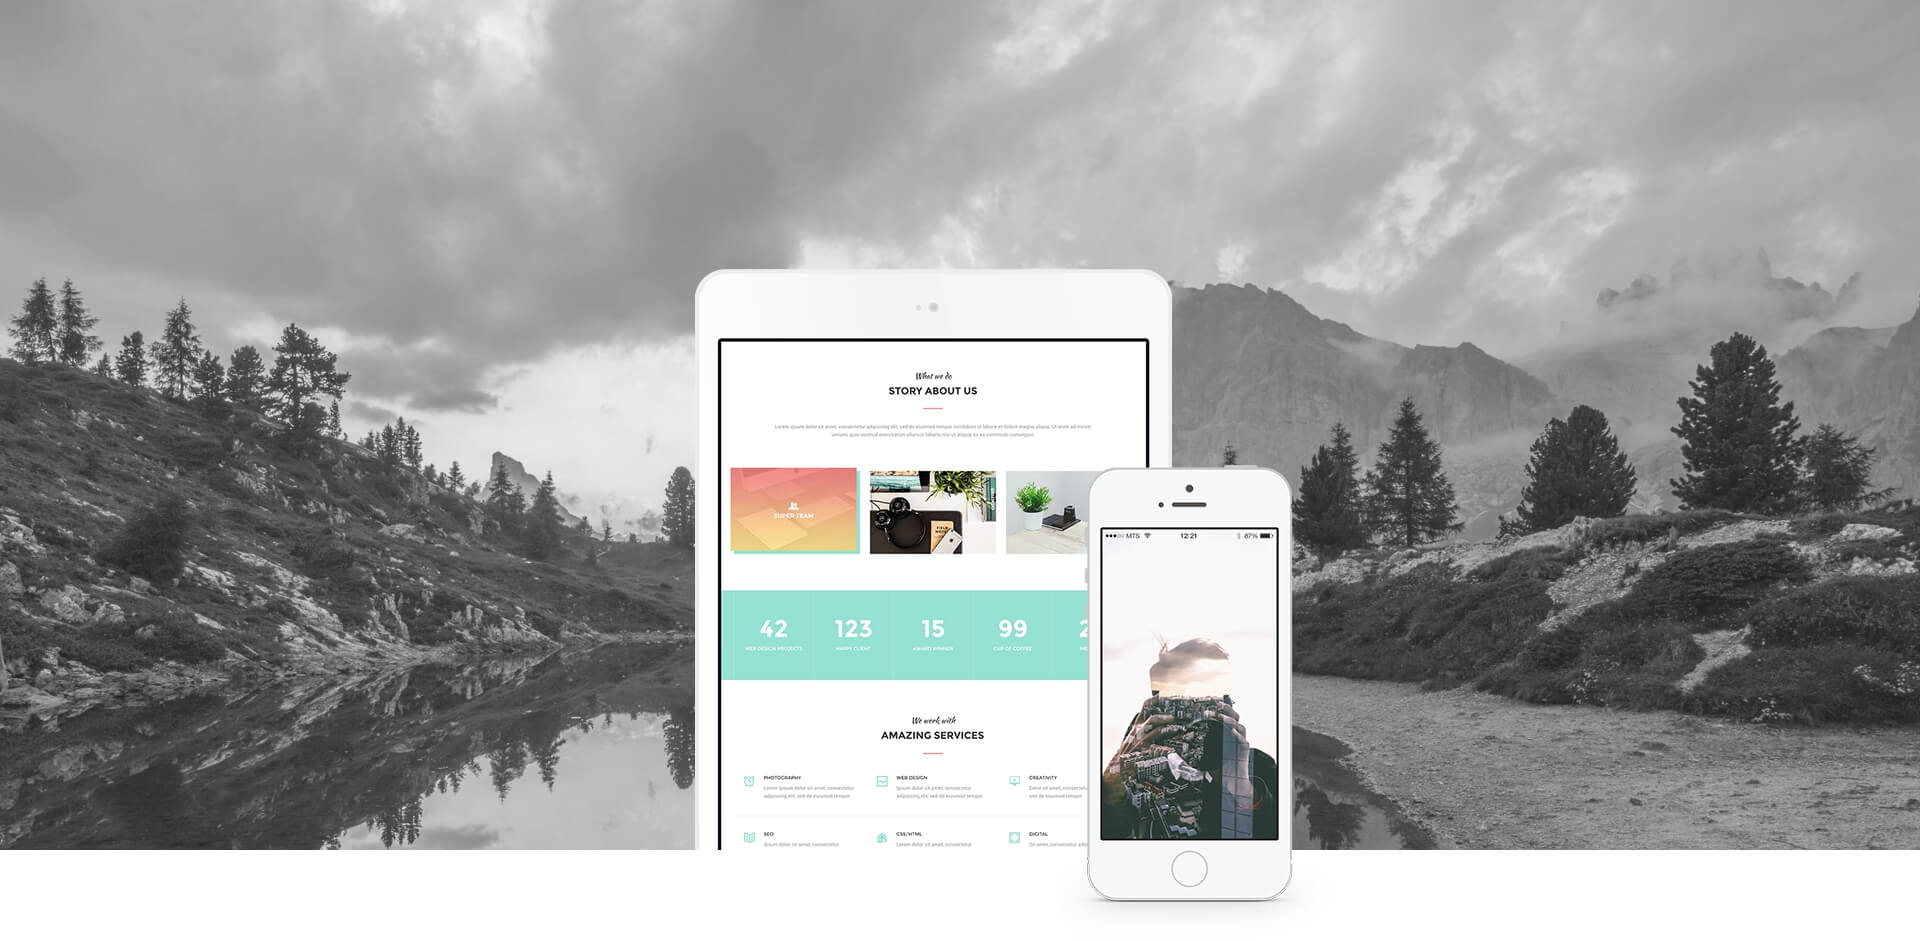 What we do
STORY ABOUT US
Lorem ipsum dolor sit amet, consectetur adipiscing elit, sed do eiusmod tempor incididunt ut labore et dolore magna aliqua. Ut enim ad minim
veniam quis nostrud exercitation ullamco laboris nisi ut aliquip ex ea commodo consequat.
SUPER TEAM
FIELD
42 123 15 99 2
WEB DESIGN PROJECTS HAPPY CLIENT AWARD WINNER CUP OF COFFEE ME
We work with
AMAZING SERVICES
PHOTOGRAPHY
Lorem ipsum dolor sit amet, consectetur
adipiscing elit, sed do eiusmod tempor.
WEB DESIGN
Ipsum dolor sit amet, consectetur
adipiscing elit, sed do eiusmod tempor.
CREATIVITY
Dolor sit amet, consectetu
sed do eiusmod tempor.
SEO
Ipsum dolor sit amet, consectetur
CSS/HTML
Lorem dolor sit amet, consectetur
DIGITAL
Sit amet, consectetur adip
MTS 12:21 87%